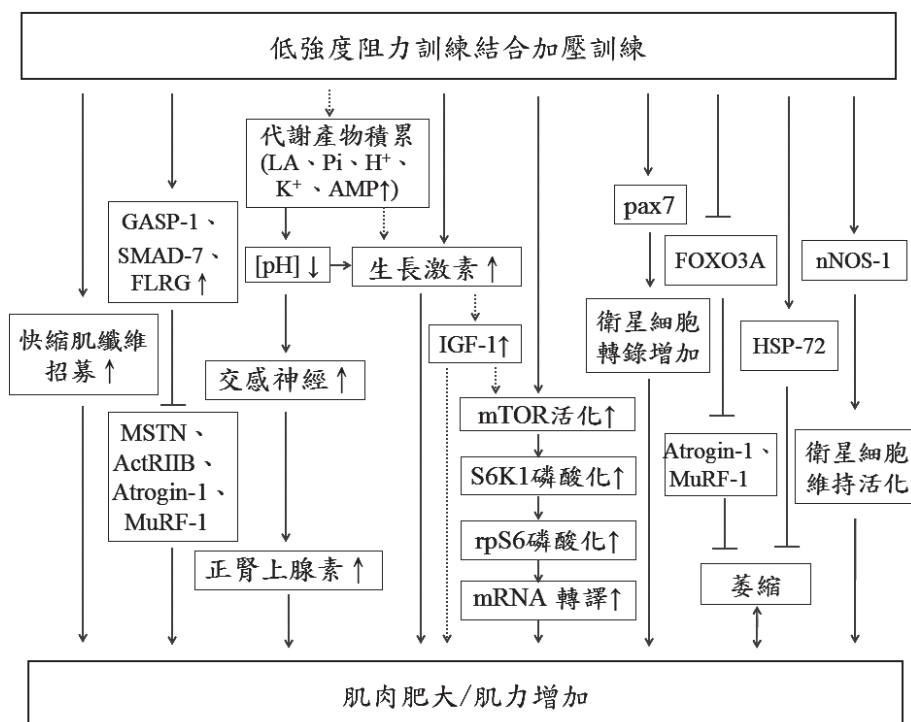 低強度阻力訓練結合加壓訓練
代謝產物積累
(LA、Pi、H⁺、
K⁺、AMP↑)
GASP-1、
SMAD-7、
FLRG↑
[pH]↓
生長激素↑
pax7
FOXO3A
nNOS-1
快縮肌纖維
招募↑
IGF-1↑
衛星細胞
轉錄增加
HSP-72
交感神經↑
mTOR活化↑
MSTN、
ActRIIB、
Atrogin-1、
MuRF-1
S6K1磷酸化↑
Atrogin-1、
MuRF-1
衛星細胞
維持活化
正腎上腺素↑
rpS6磷酸化↑
mRNA 轉譯↑
萎縮
肌肉肥大/肌力增加